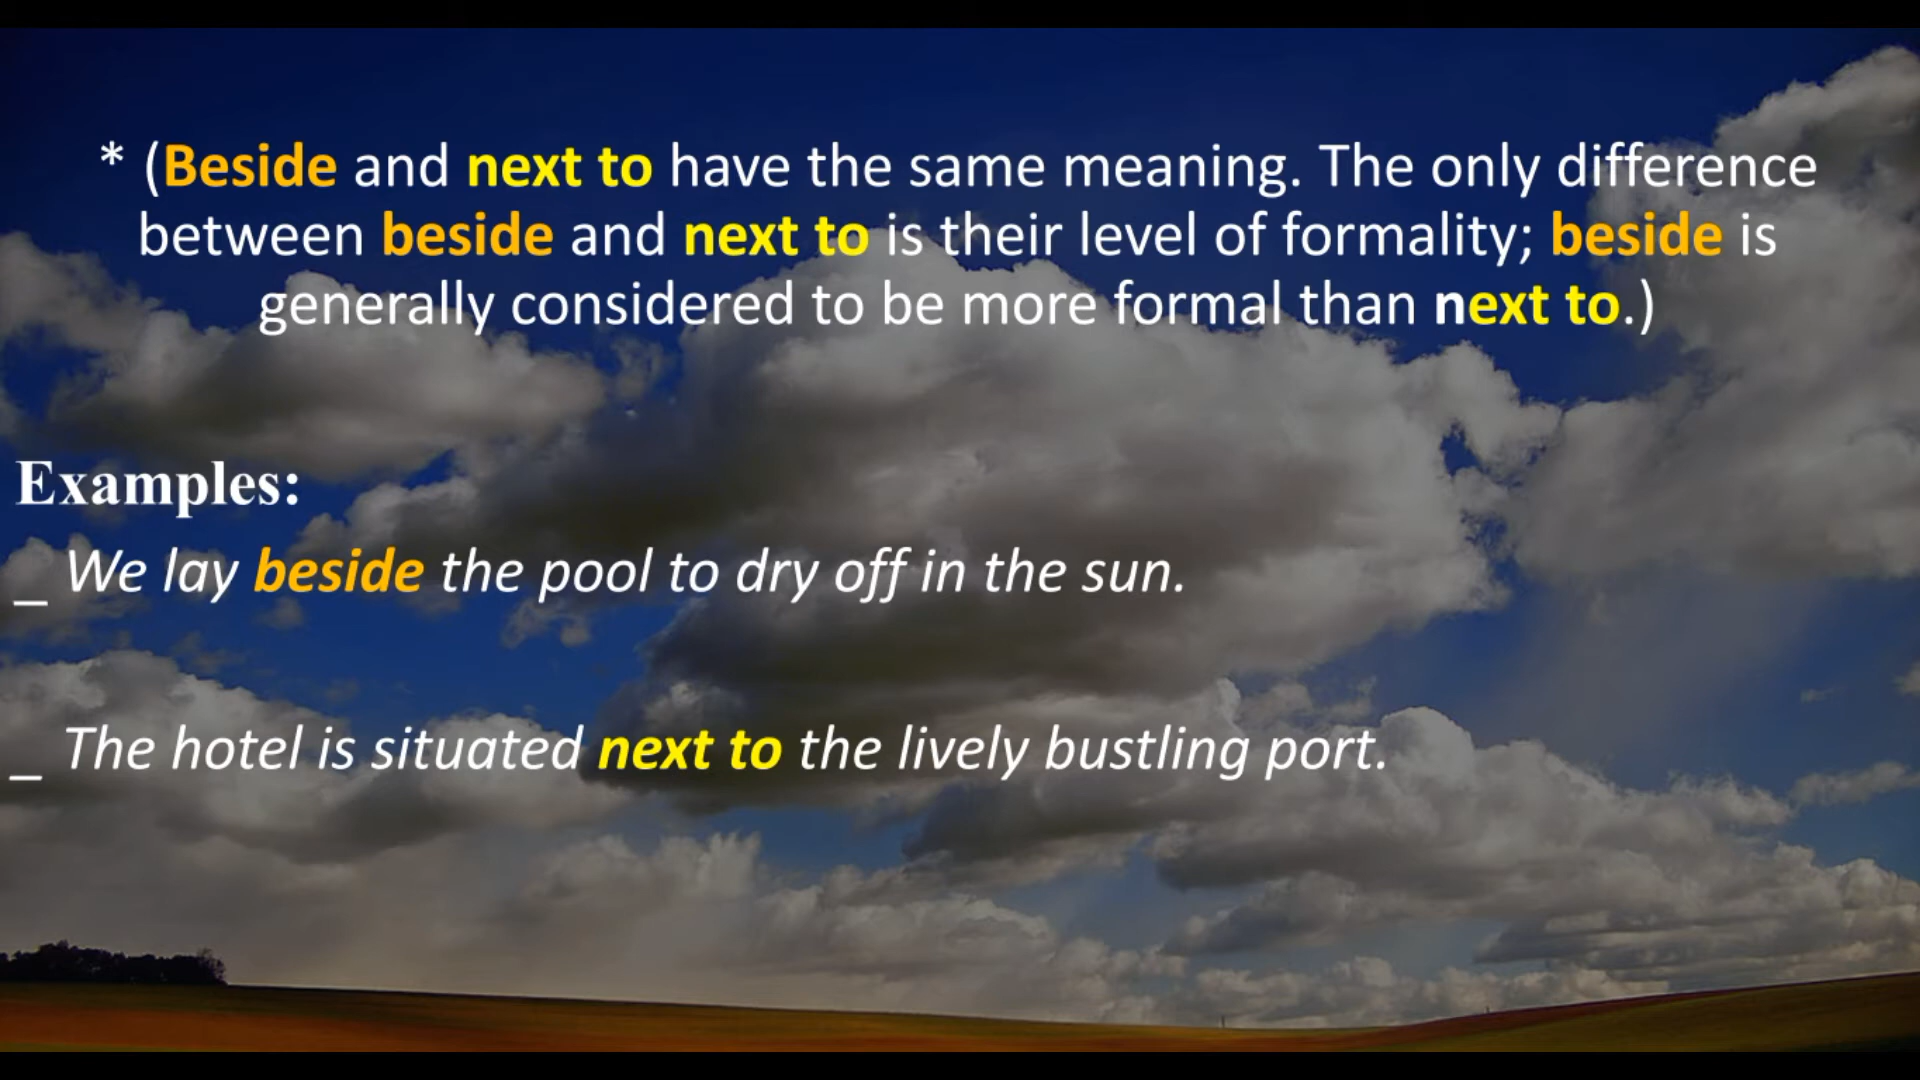 * (Beside and next to have the same meaning. The only difference
between beside and next to is their level of formality; beside is
generally considered to be more formal than next to.)
Examples:
_ We lay beside the pool to dry off in the sun.
_ The hotel is situated next to the lively bustling port.